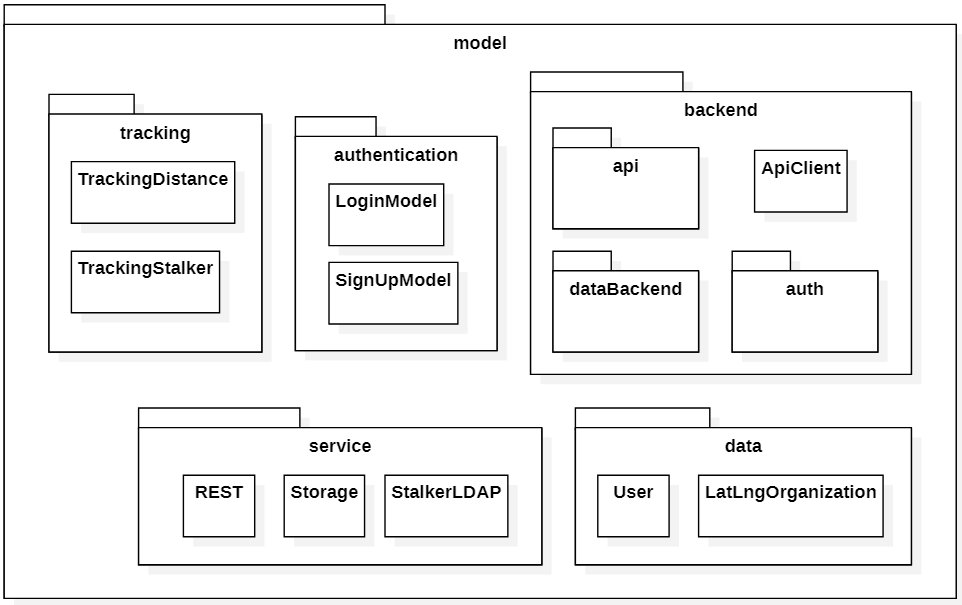 model
tracking
TrackingDistance
TrackingStalker
authentication
LoginModel
SignUpModel
backend
api
ApiClient
dataBackend
auth
service
REST
Storage
StalkerLDAP
data
User
LatLngOrganization